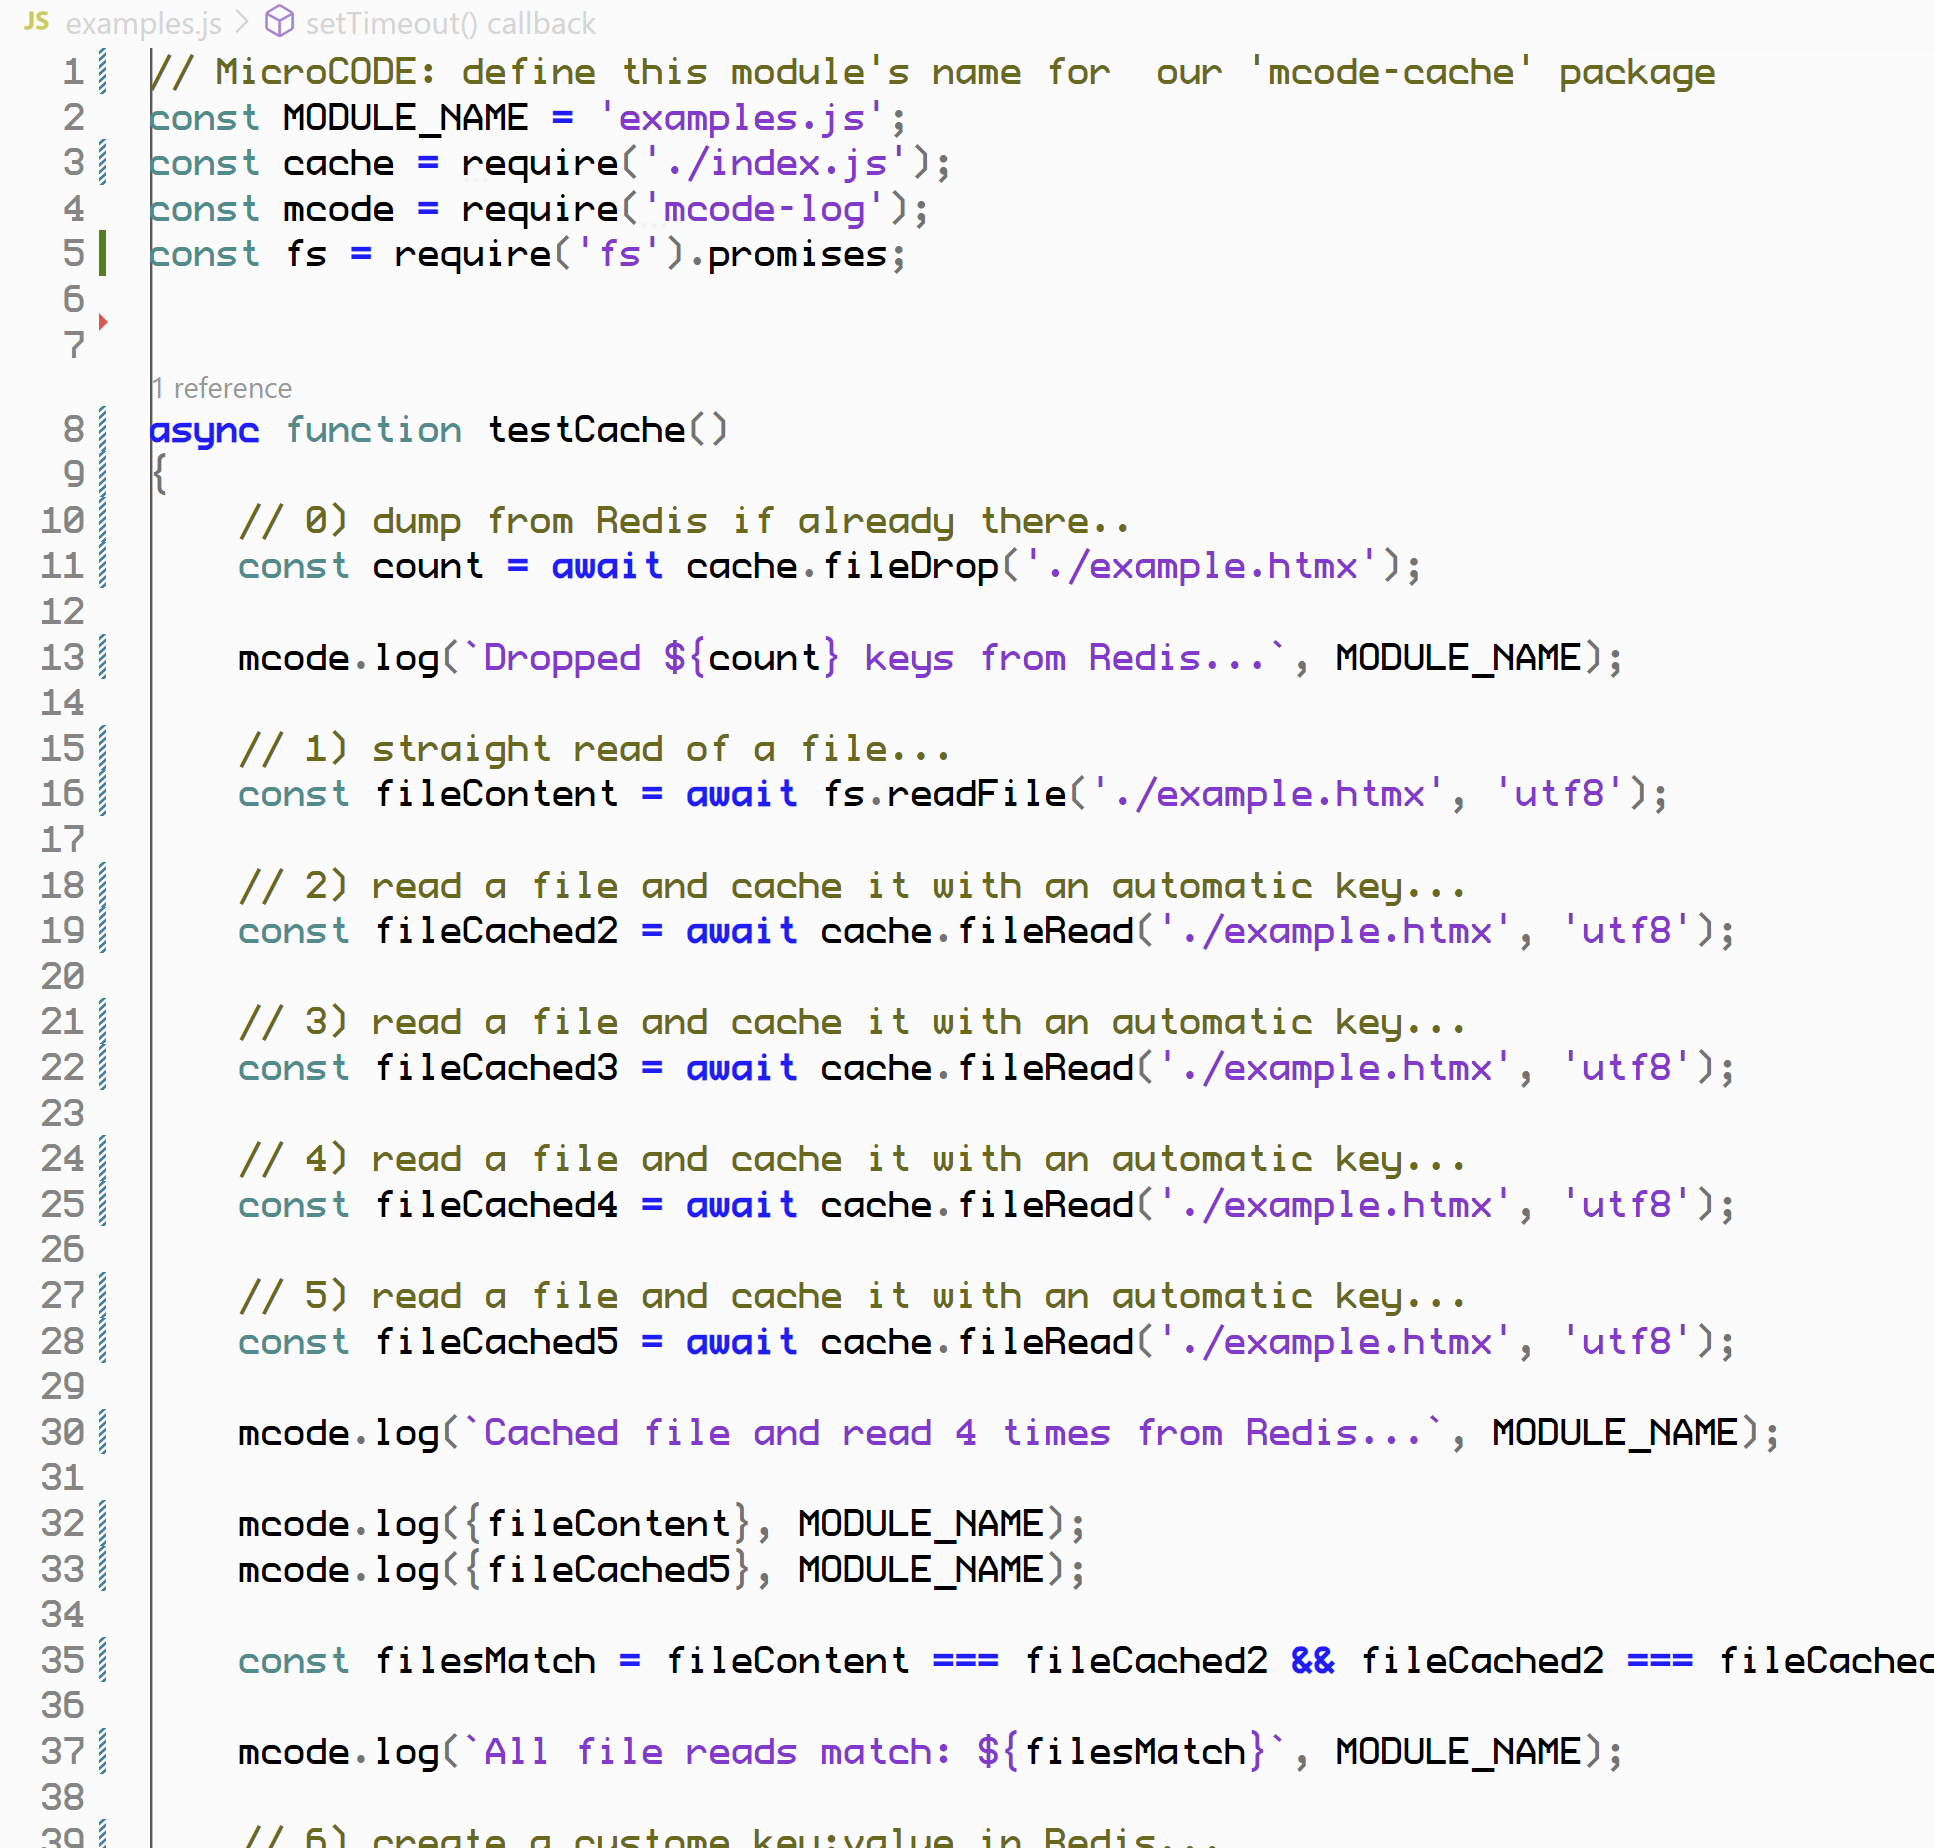 JS examples.js > setTimeout() callback
1 // MicroCODE: define this module's name for  our 'mcode-cache' package
2 const MODULE_NAME = 'examples.js';
3 const cache = require('./index.js');
4 const mcode = require('mcode-log');
5 const fs = require('fs').promises;
6
7
1 reference
8 async function testCache()
9 {
10     // 0) dump from Redis if already there..
11     const count = await cache.fileDrop('./example.htmx');
12
13     mcode.log(`Dropped ${count} keys from Redis...`, MODULE_NAME);
14
15     // 1) straight read of a file...
16     const fileContent = await fs.readFile('./example.htmx', 'utf8');
17
18     // 2) read a file and cache it with an automatic key...
19     const fileCached2 = await cache.fileRead('./example.htmx', 'utf8');
20
21     // 3) read a file and cache it with an automatic key...
22     const fileCached3 = await cache.fileRead('./example.htmx', 'utf8');
23
24     // 4) read a file and cache it with an automatic key...
25     const fileCached4 = await cache.fileRead('./example.htmx', 'utf8');
26
27     // 5) read a file and cache it with an automatic key...
28     const fileCached5 = await cache.fileRead('./example.htmx', 'utf8');
29
30     mcode.log(`Cached file and read 4 times from Redis...`, MODULE_NAME);
31
32     mcode.log({fileContent}, MODULE_NAME);
33     mcode.log({fileCached5}, MODULE_NAME);
34
35     const filesMatch = fileContent === fileCached2 && fileCached2 === fileCached
36
37     mcode.log(`All file reads match: ${filesMatch}`, MODULE_NAME);
38
39     // 6) create a custome key:value in Redis...